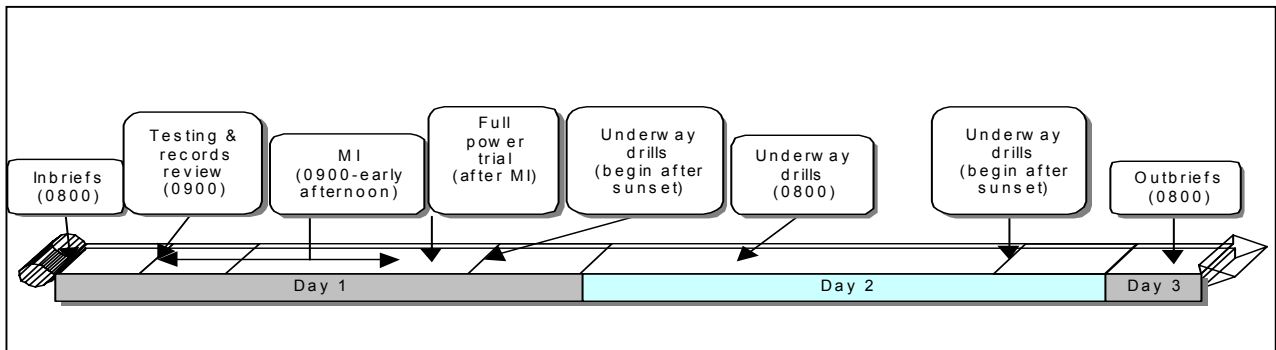 Inbriefs
(0800)
Testing &
records
review
(0900)
MI
(0900-early
afternoon)
Full
power
trial
(after MI)
Underway
drills
(begin after
sunset)
Underway
drills
(0800)
Underway
drills
(begin after
sunset)
Outbriefs
(0800)
Day 1
Day 2
Day 3